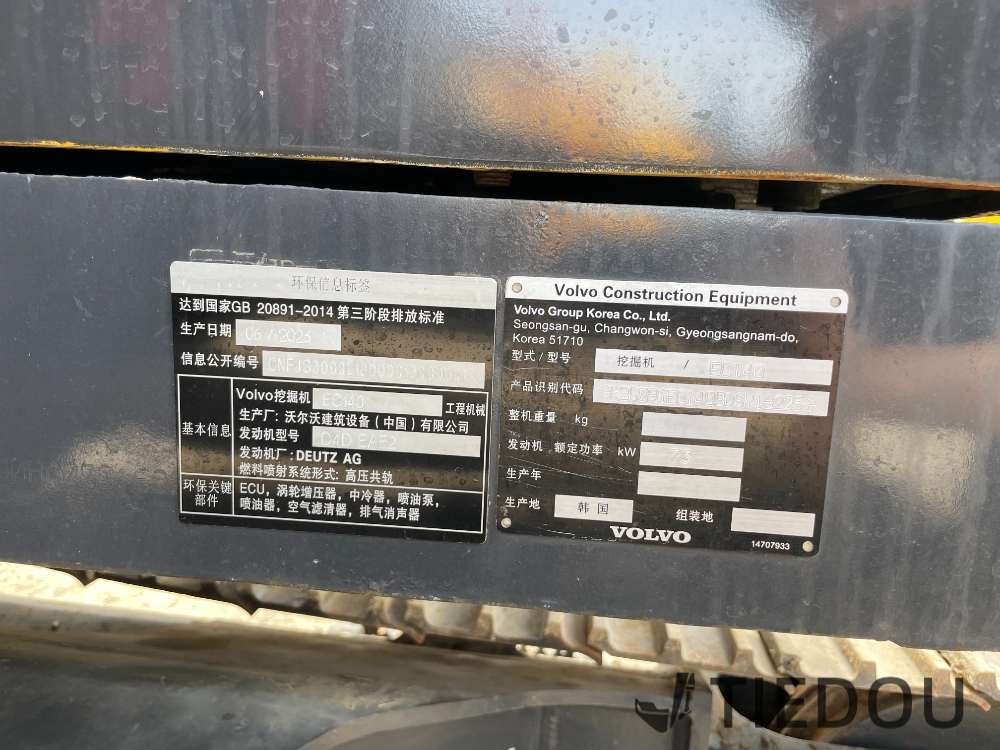 环保信息标签
达到国家GB 20891-2014 第三阶段排放标准
生产日期
信息公开编号
基本信息
Volvo挖掘机 EC140 工程机械
生产厂: 沃尔沃建筑设备（中国）有限公司
发动机型号
发动机厂: DEUTZ AG
燃料喷射系统形式: 高压共轨
环保关键
部件
ECU, 涡轮增压器, 中冷器, 喷油泵,
喷油器, 空气滤清器, 排气消声器
Volvo Construction Equipment
Volvo Group Korea Co., Ltd.
Seongsan-gu, Changwon-si, Gyeongsangnam-do,
Korea 51710
型式/型号 挖掘机 / EC140
产品识别代码
整机重量 kg
发动机 额定功率 kW 73
生产年
生产地 韩国 组装地
VOLVO
14707933
TIEDOU